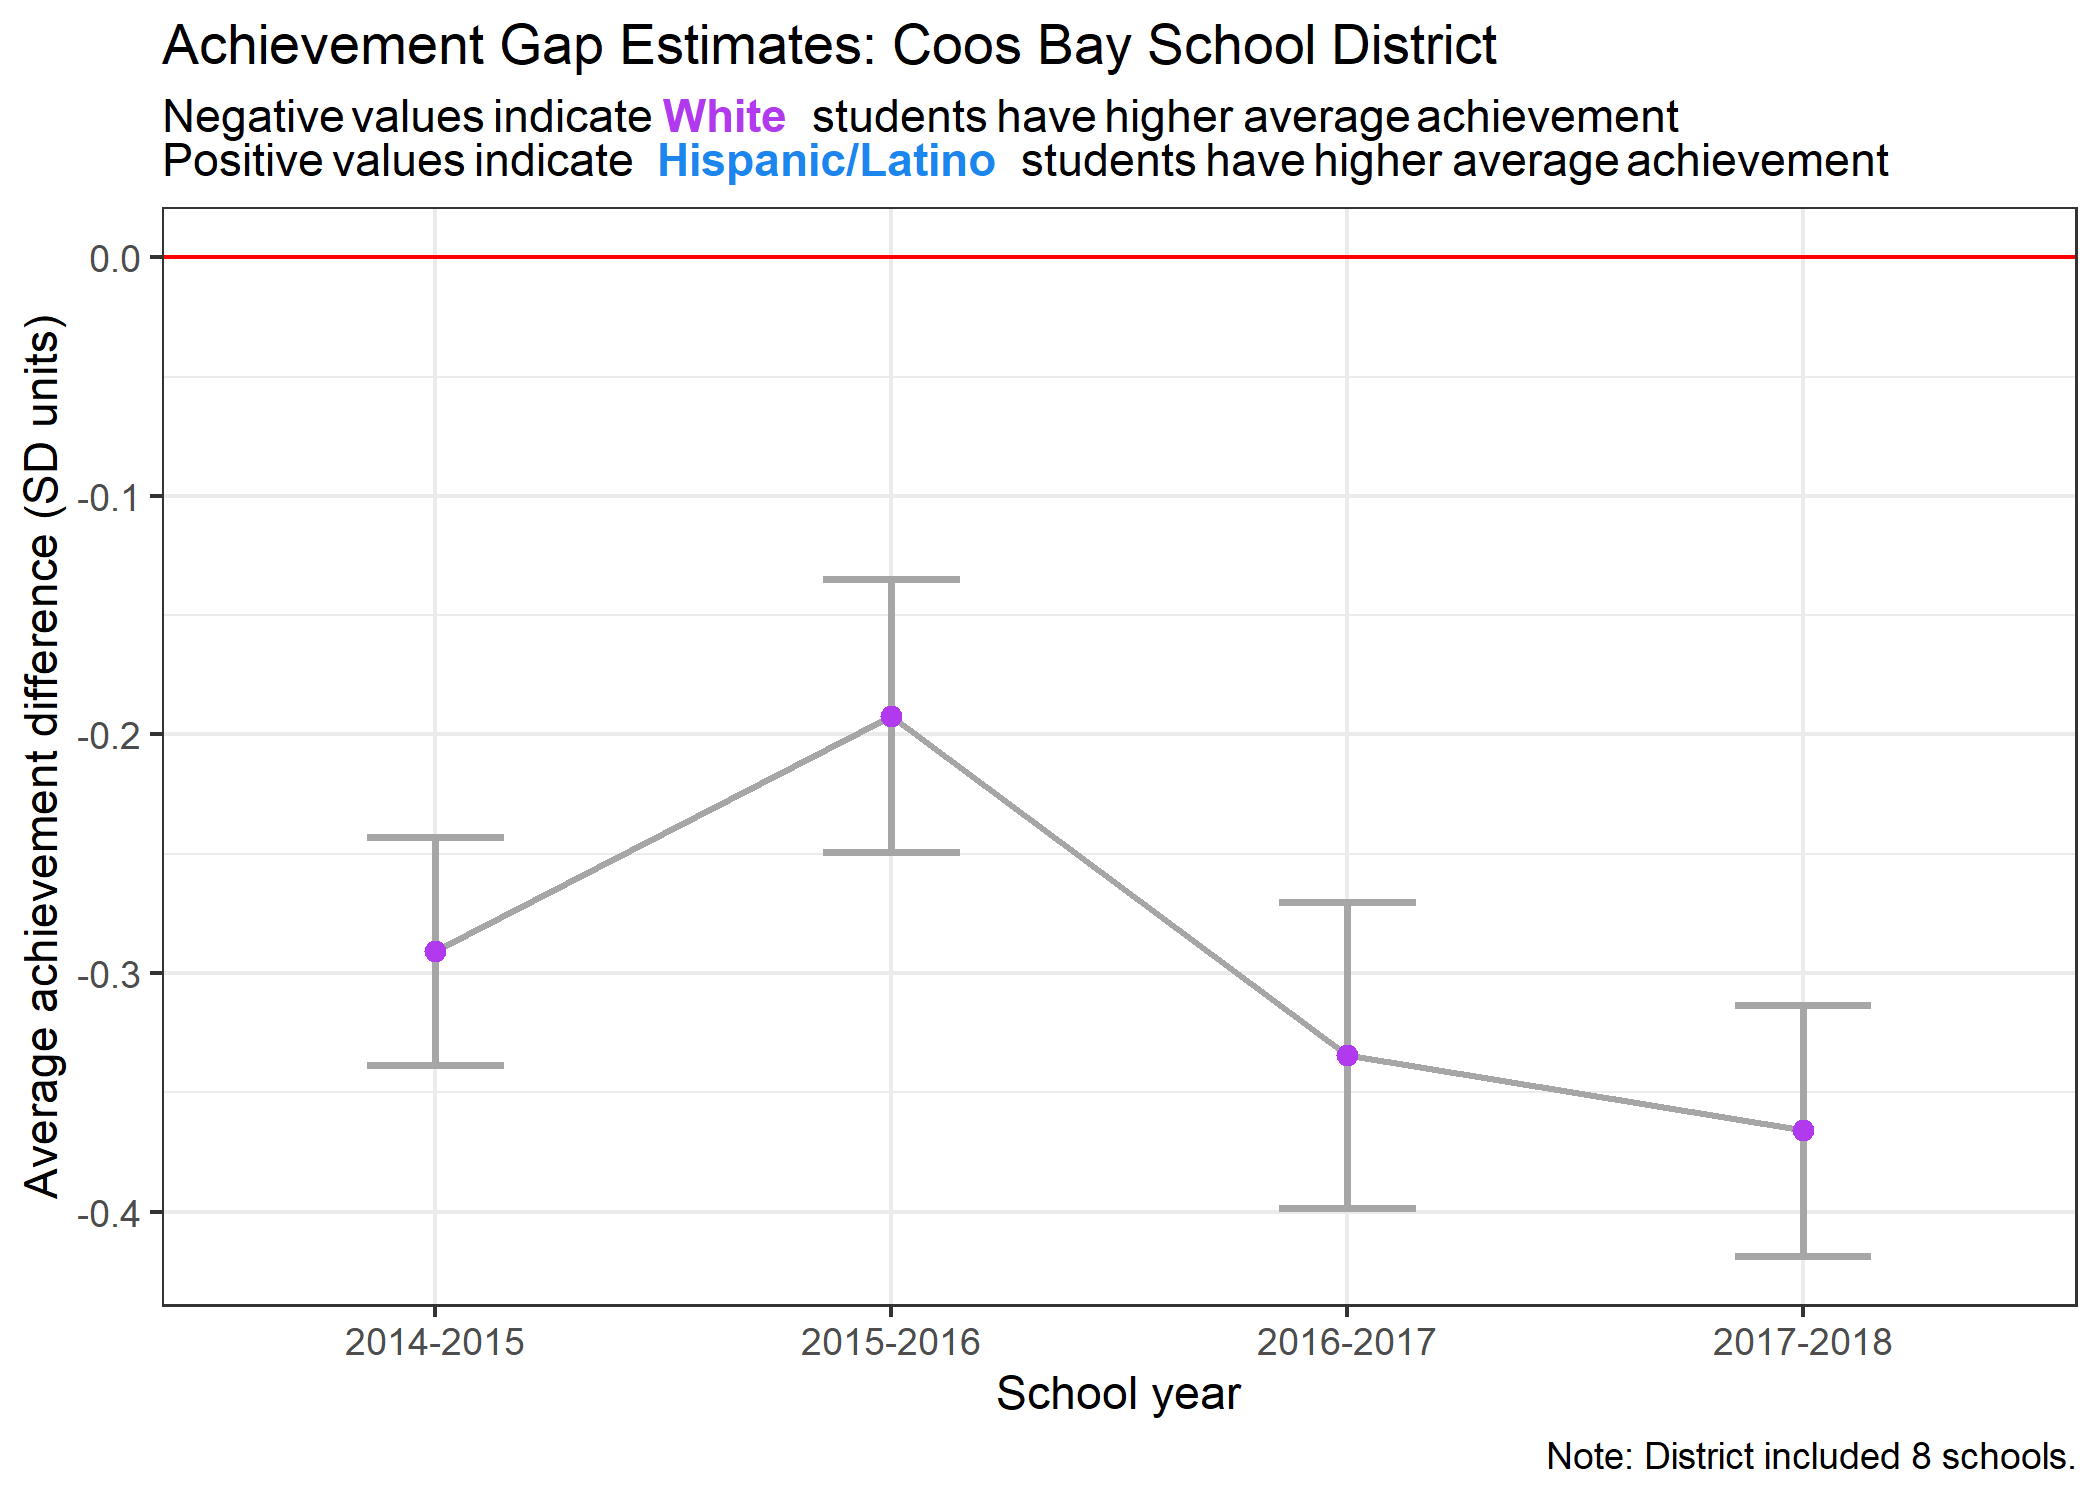 Achievement Gap Estimates: Coos Bay School District
Negative values indicate White students have higher average achievement
Positive values indicate Hispanic/Latino students have higher average achievement
Average achievement difference (SD units)
0.0
-0.1
-0.2
-0.3
-0.4
2014-2015
2015-2016
2016-2017
2017-2018
School year
Note: District included 8 schools.